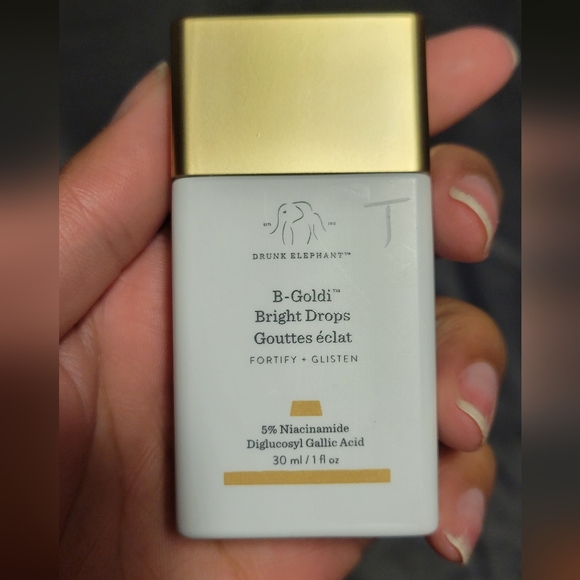 T
DRUNK ELEPHANT™
B-Goldi™
Bright Drops
Gouttes éclat
FORTIFY + GLISTEN
5% Niacinamide
Diglucosyl Gallic Acid
30 ml / 1 fl oz